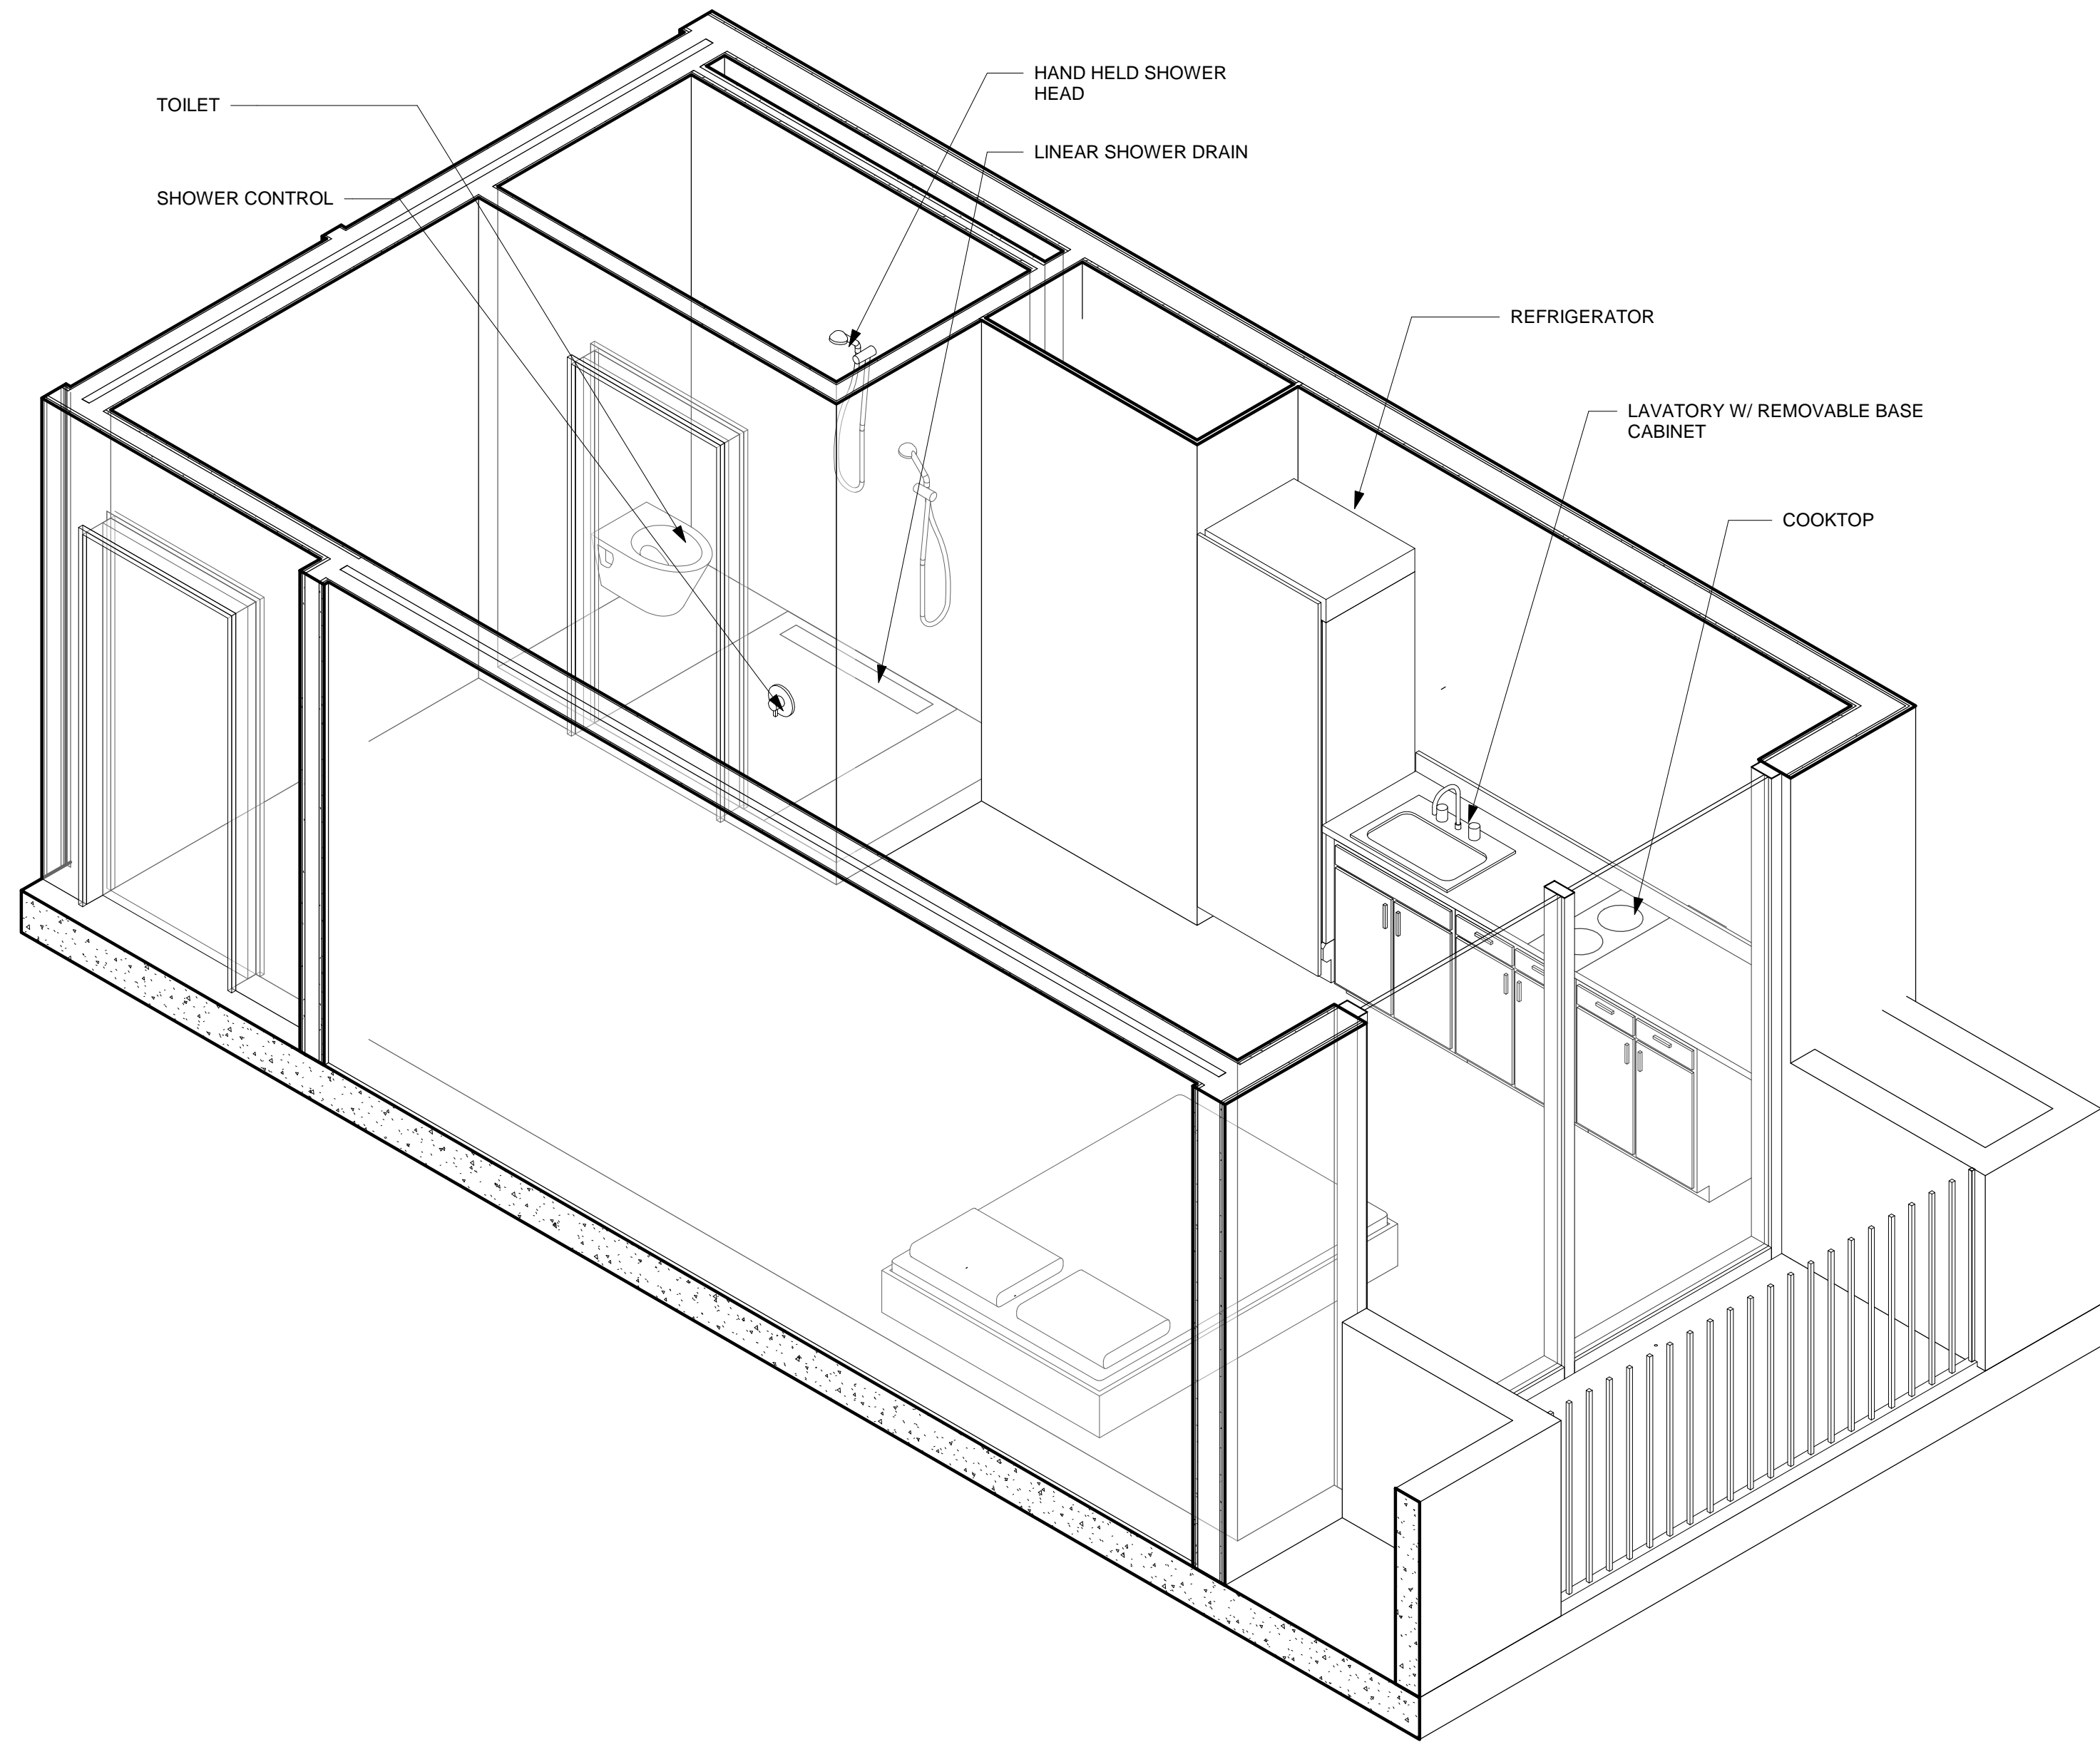 HAND HELD SHOWER
HEAD
TOILET
LINEAR SHOWER DRAIN
SHOWER CONTROL
REFRIGERATOR
LAVATORY W/ REMOVABLE BASE
CABINET
COOKTOP